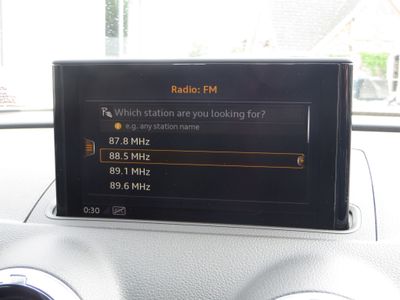 Radio: FM
Which station are you looking for?
e.g. any station name
87.8 MHz
88.5 MHz
89.1 MHz
89.6 MHz
0:30